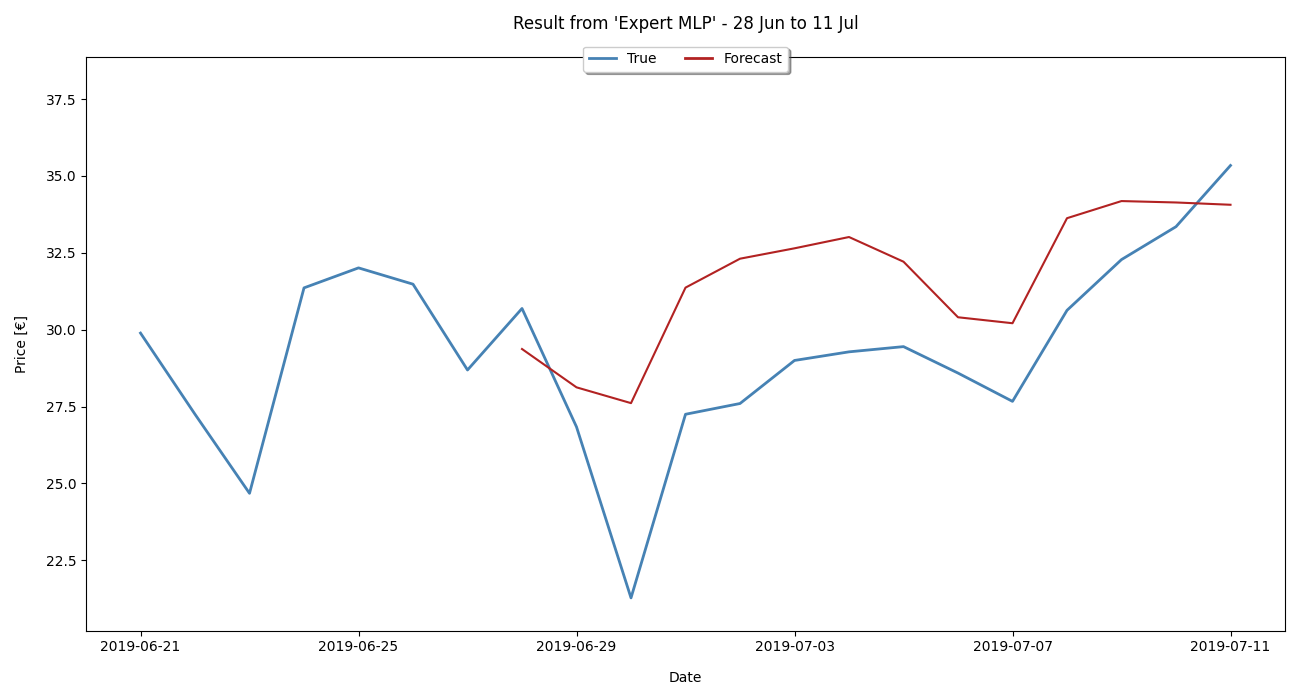 Result from 'Expert MLP' - 28 Jun to 11 Jul
True Forecast
37.5
35.0
32.5
30.0
27.5
25.0
22.5
Price [€]
2019-06-21 2019-06-25 2019-06-29 2019-07-03 2019-07-07 2019-07-11
Date